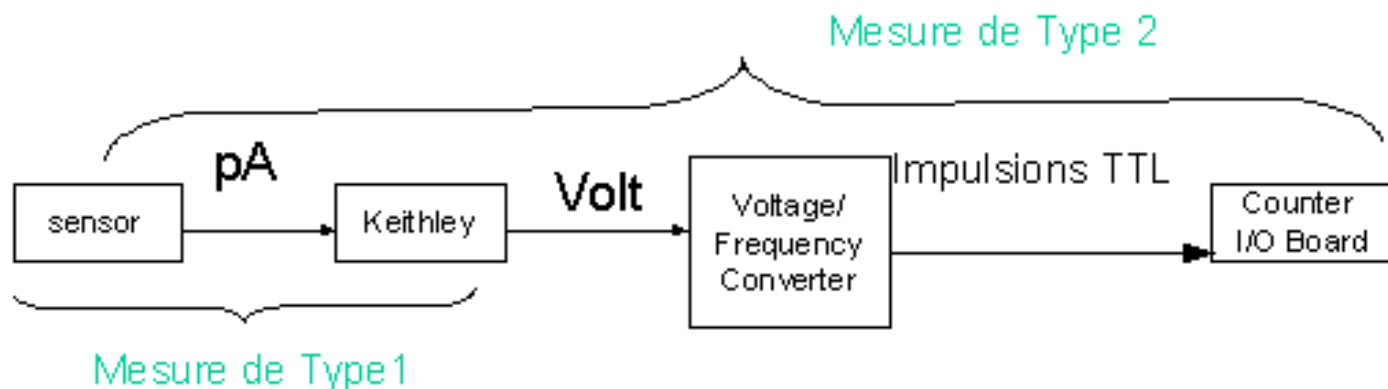 Mesure de Type 2
pA
Volt
Impulsions TTL
sensor
Keithley
Voltage/
Frequency
Converter
Counter
I/O Board
Mesure de Type1